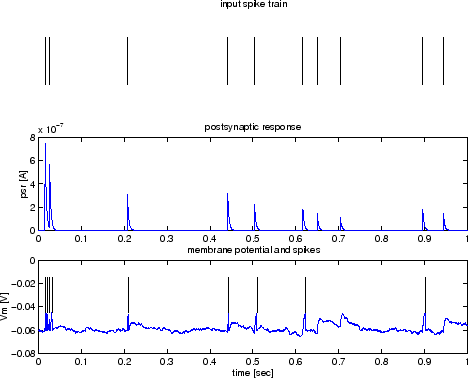 input spike train
x 10^-7
postsynaptic response
8
6
4
2
0
psr [A]
0 0.1 0.2 0.3 0.4 0.5 0.6 0.7 0.8 0.9 1
membrane potential and spikes
0
−0.02
−0.04
−0.06
−0.08
Vm [V]
0 0.1 0.2 0.3 0.4 0.5 0.6 0.7 0.8 0.9 1
time [sec]